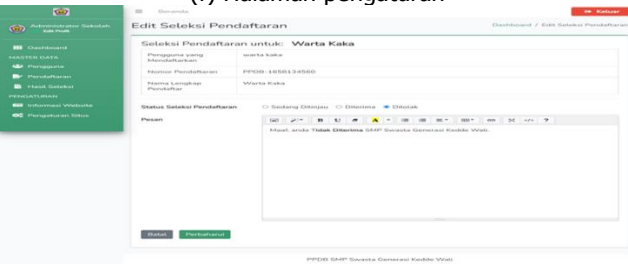 (f) Halaman pengaturan
Beranda
Keluar
Administrator Sekolah
Edit Profil
Edit Seleksi Pendaftaran
Dashboard / Edit Seleksi Pendaftaran
Dashboard
MASTER DATA
Pengguna
Pendaftaran
Hasil Seleksi
PENGATURAN
Informasi Website
Pengaturan Situs
Seleksi Pendaftaran untuk: Warta Kaka
Pengguna yang Mendaftarkan
warta kaka
Nomor Pendaftaran
PPDB-1658134560
Nama Lengkap Pendaftar
Warta Kaka
Status Seleksi Pendaftaran
Sedang Ditinjau
Diterima
Ditolak
Pesan
B U A
Maaf, anda Tidak Diterima SMP Swasta Generasi Kedde Wati.
Batal
Perbaharui
PPDB SMP Swasta Generasi Kedde Wati